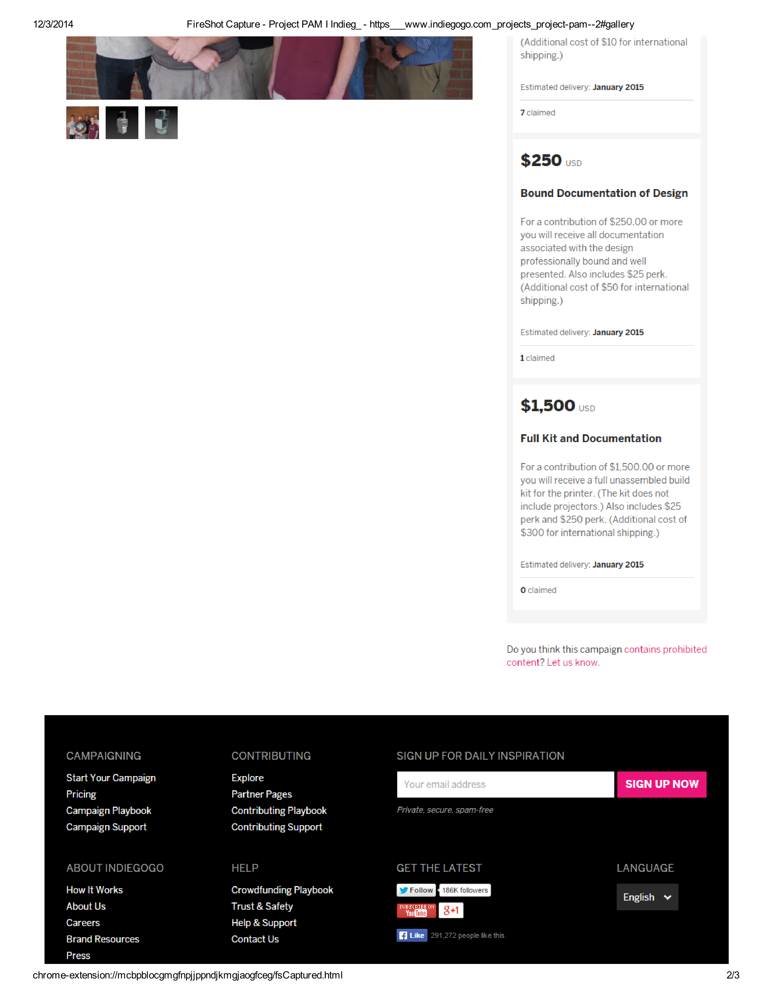 12/3/2014
FireShot Capture - Project PAM I Indieg_ - https___www.indiegogo.com_projects_project-pam--2#gallery
(Additional cost of $10 for international
shipping.)
Estimated delivery: January 2015
7 claimed
$250 USD
Bound Documentation of Design
For a contribution of $250.00 or more
you will receive all documentation
associated with the design
professionally bound and well
presented. Also includes $25 perk.
(Additional cost of $50 for international
shipping.)
Estimated delivery: January 2015
1 claimed
$1,500 USD
Full Kit and Documentation
For a contribution of $1,500.00 or more
you will receive a full unassembled build
kit for the printer. (The kit does not
include projectors.) Also includes $25
perk and $250 perk. (Additional cost of
$300 for international shipping.)
Estimated delivery: January 2015
0 claimed
Do you think this campaign contains prohibited
content? Let us know.
CAMPAIGNING
Start Your Campaign
Pricing
Campaign Playbook
Campaign Support
CONTRIBUTING
Explore
Partner Pages
Contributing Playbook
Contributing Support
SIGN UP FOR DAILY INSPIRATION
Your email address
SIGN UP NOW
Private, secure, spam-free
ABOUT INDIEGOGO
How It Works
About Us
Careers
Brand Resources
Press
HELP
Crowdfunding Playbook
Trust & Safety
Help & Support
Contact Us
GET THE LATEST
Follow 186K followers
SUBSCRIBE ON
YouTube
g+1
Like 291,272 people like this.
LANGUAGE
English
chrome-extension://mcbpblocgmgfnpjjppndjkmgjaogfceg/fsCaptured.html
2/3